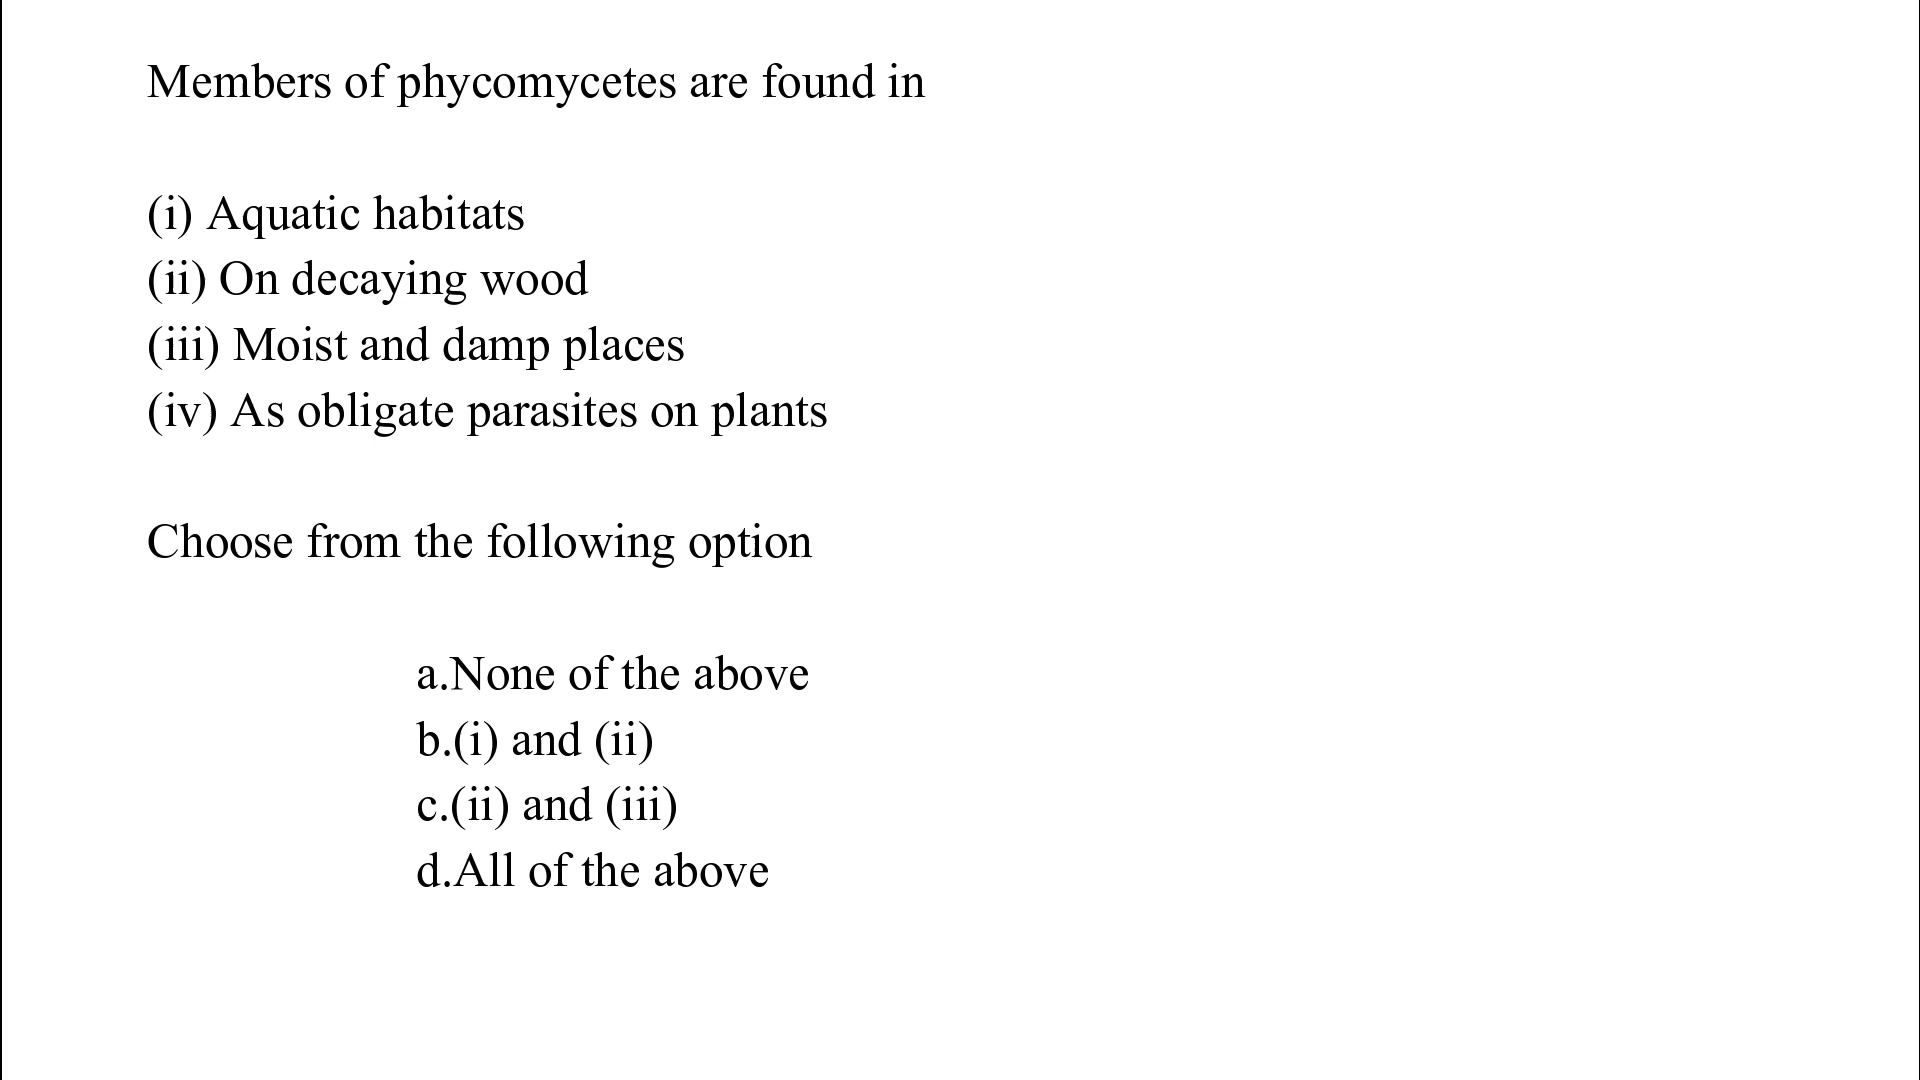 Members of phycomycetes are found in
(i) Aquatic habitats
(ii) On decaying wood
(iii) Moist and damp places
(iv) As obligate parasites on plants
Choose from the following option
a.None of the above
b.(i) and (ii)
c.(ii) and (iii)
d.All of the above